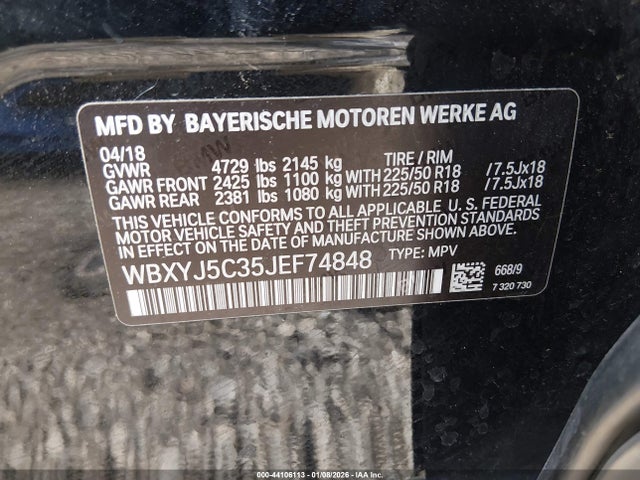 MFD BY BAYERISCHE MOTOREN WERKE AG
04/18
GVWR 4729 lbs 2145 kg TIRE / RIM
GAWR FRONT 2425 lbs 1100 kg WITH 225/50 R18 /7.5Jx18
GAWR REAR 2381 lbs 1080 kg WITH 225/50 R18 /7.5Jx18
THIS VEHICLE CONFORMS TO ALL APPLICABLE U. S. FEDERAL
MOTOR VEHICLE SAFETY, BUMPER, AND THEFT PREVENTION
STANDARDS IN EFFECT ON THE DATE OF MANUFACTURE SHOWN ABOVE.
WBXYJ5C35JEF74848 TYPE: MPV
668/9
7 320 730
000-44106113 - 01/08/2026 - IAA Inc.